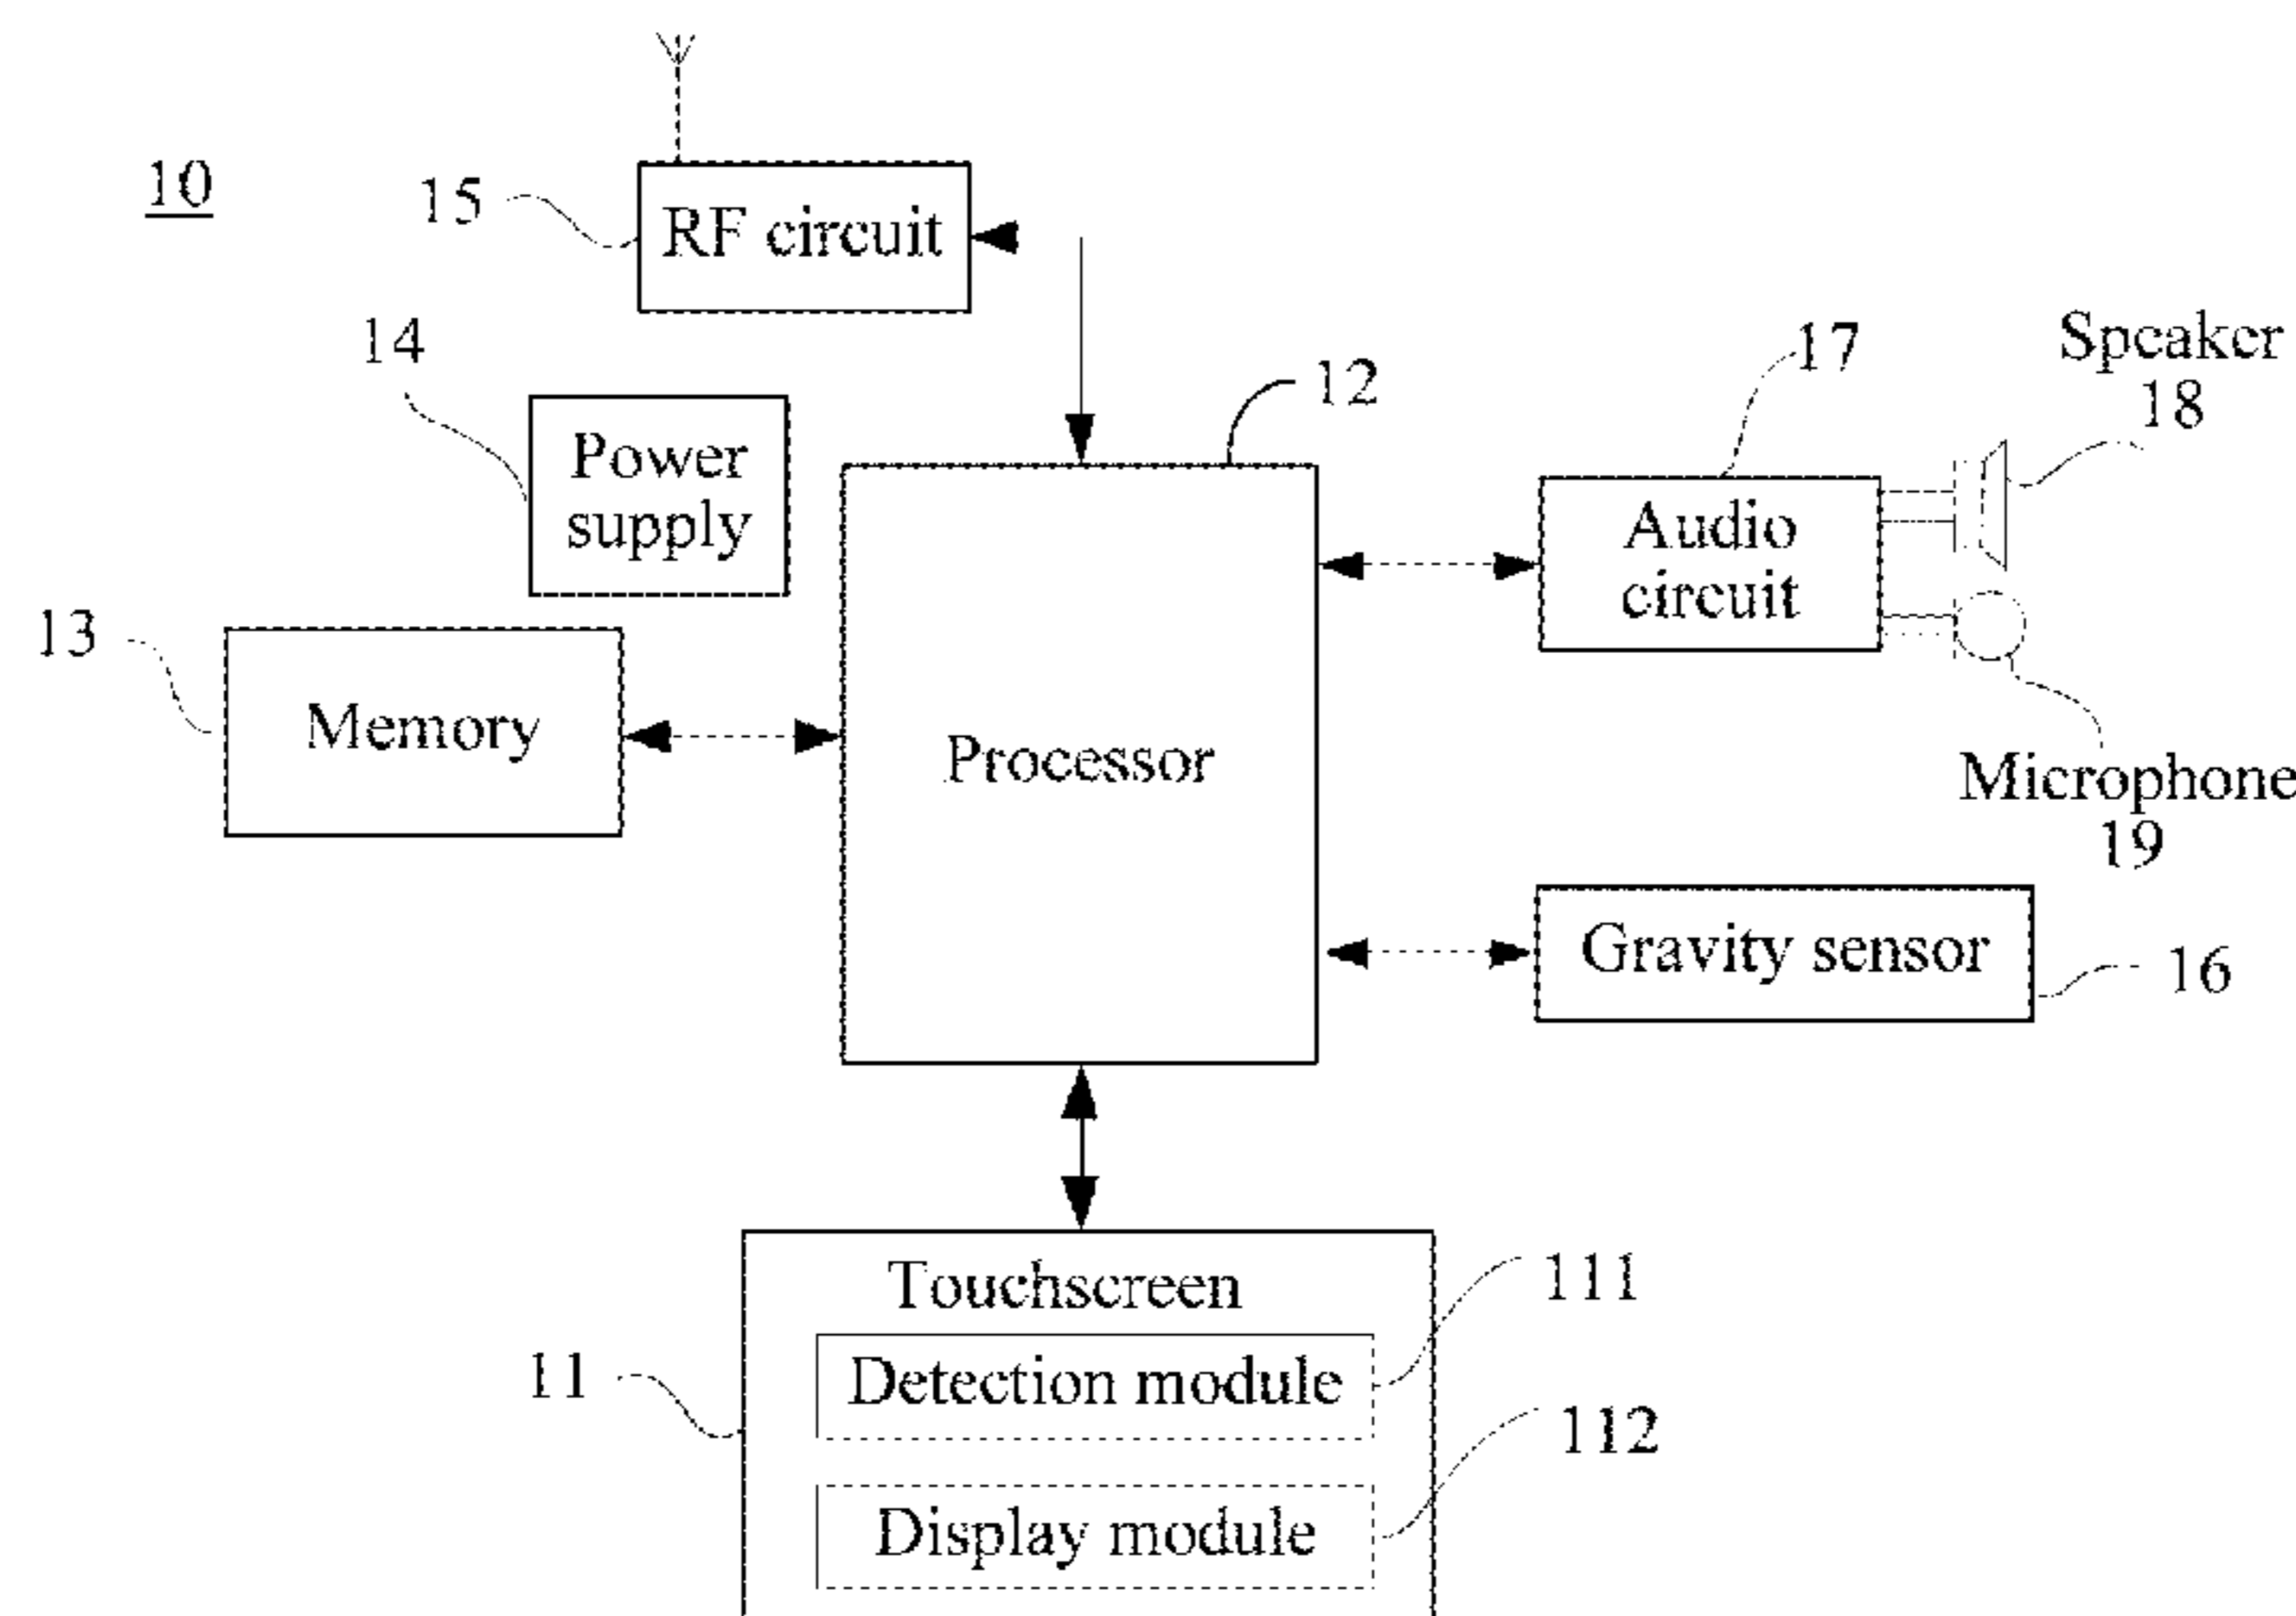 10
15
RF circuit
14
Power
supply
12
17
Speaker
18
Audio
circuit
13
Memory
Processor
Microphone
19
Gravity sensor
16
Touchscreen
111
11
Detection module
112
Display module